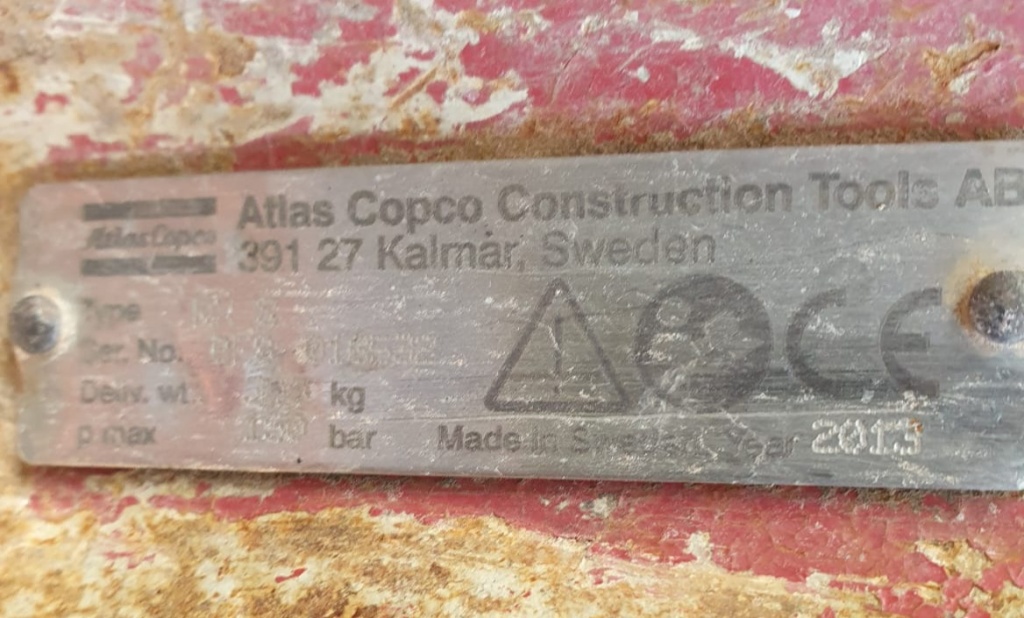 Atlas Copco
Atlas Copco Construction Tools AB
391 27 Kalmar, Sweden
Type
Ser. No.
Deliv. wt. kg
p max bar
Made in Sweden Year 2013
CE